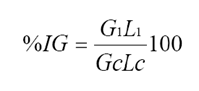 %IG = G₁L₁/GcLc 100